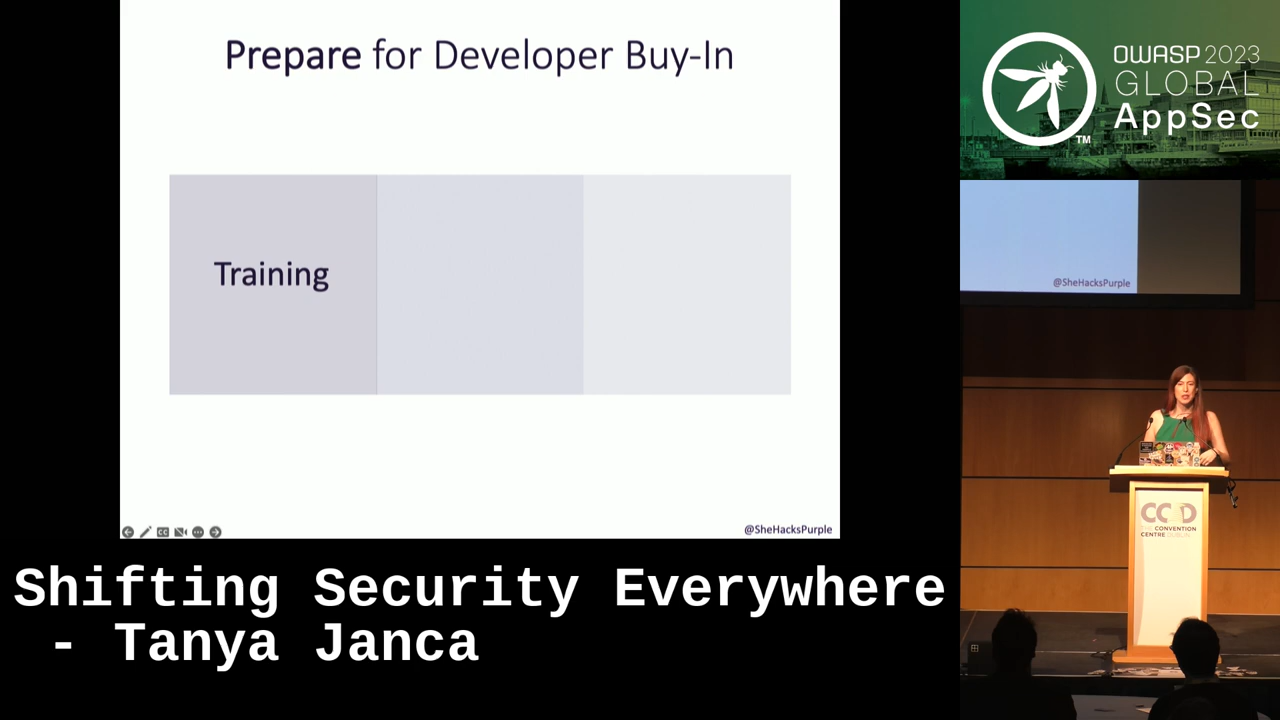 Prepare for Developer Buy-In
Training
@SheHacksPurple
Shifting Security Everywhere
- Tanya Janca
OWASP 2023
GLOBAL
AppSec
TM
@SheHacksPurple
THE CONVENTION
CENTRE DUBLIN